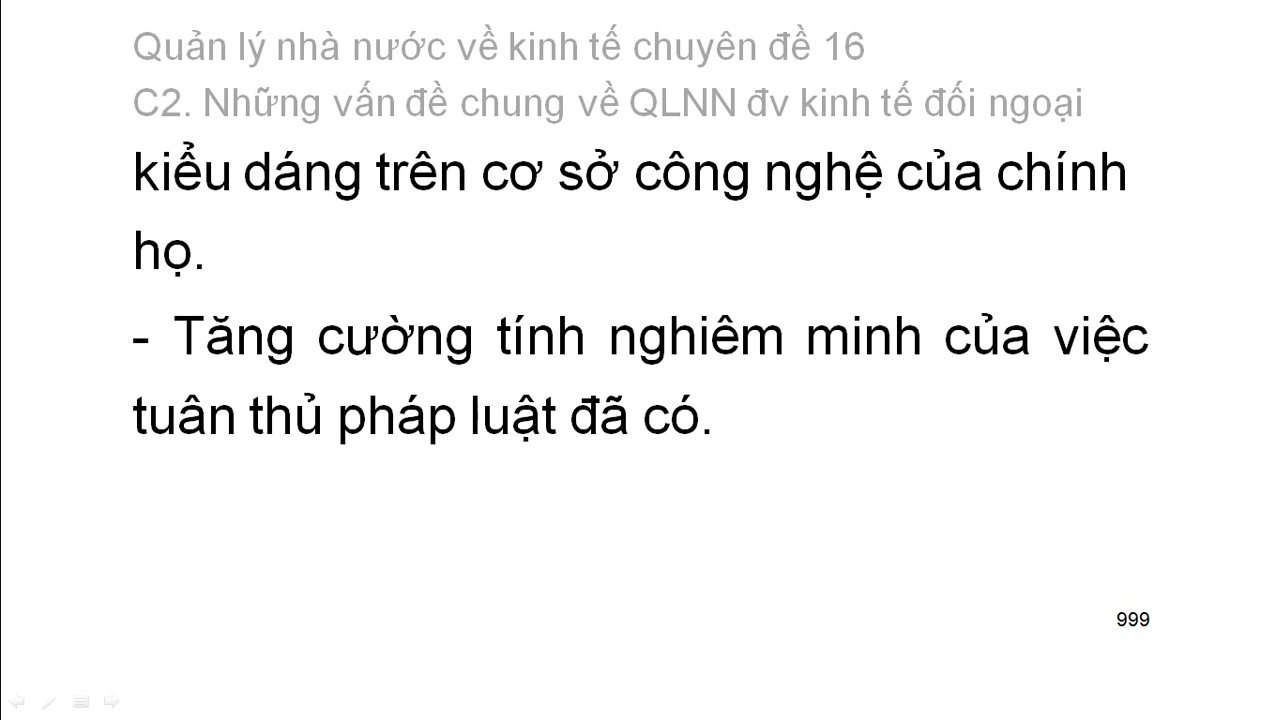 Quản lý nhà nước về kinh tế chuyên đề 16
C2. Những vấn đề chung về QLNN đv kinh tế đối ngoại
kiểu dáng trên cơ sở công nghệ của chính
họ.
- Tăng cường tính nghiêm minh của việc
tuân thủ pháp luật đã có.
999